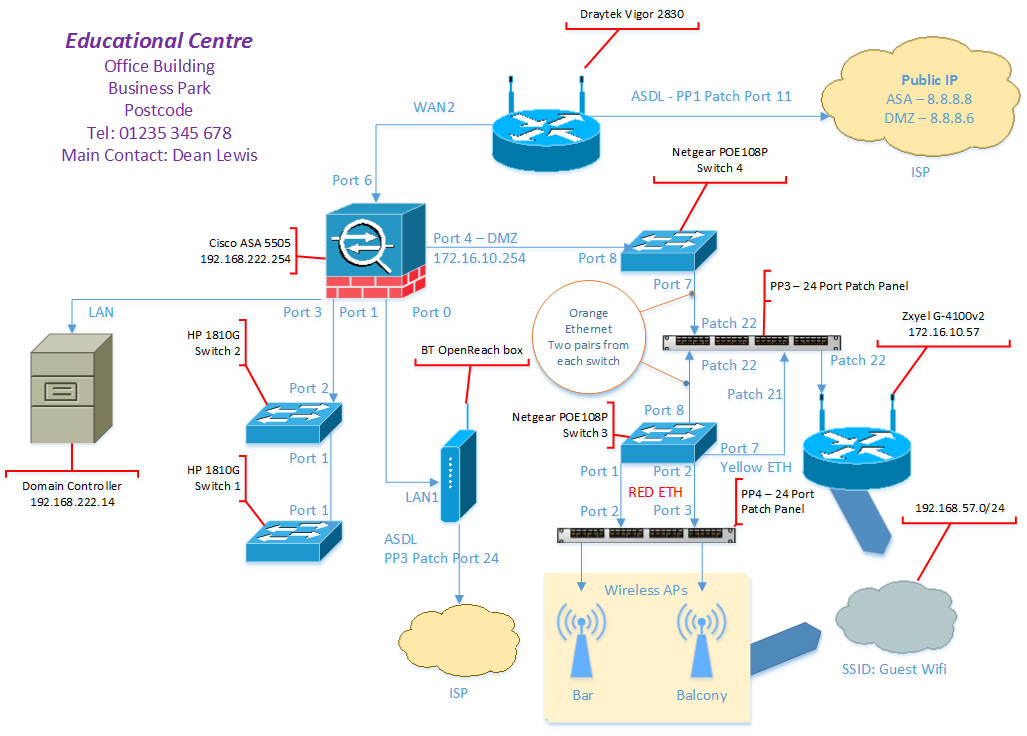 Educational Centre
Office Building
Business Park
Postcode
Tel: 01235 345 678
Main Contact: Dean Lewis
Draytek Vigor 2830
WAN2
ASDL - PP1 Patch Port 11
Public IP
ASA – 8.8.8.8
DMZ – 8.8.8.6
ISP
Netgear POE108P
Switch 4
Port 6
Cisco ASA 5505
192.168.222.254
Port 4 – DMZ
172.16.10.254
Port 8
Port 7
PP3 – 24 Port Patch Panel
LAN
Port 3
Port 1
Port 0
Orange
Ethernet
Two pairs from
each switch
Patch 22
Zxyel G-4100v2
172.16.10.57
HP 1810G
Switch 2
BT OpenReach box
Patch 22
Patch 22
Patch 21
Port 2
Netgear POE108P
Switch 3
Port 8
Port 7
Yellow ETH
Port 1
HP 1810G
Switch 1
Port 1
Port 1
Port 2
RED ETH
Domain Controller
192.168.222.14
LAN1
Port 2
Port 3
PP4 – 24 Port
Patch Panel
192.168.57.0/24
ASDL
PP3 Patch Port 24
Wireless APs
ISP
Bar
Balcony
SSID: Guest Wifi